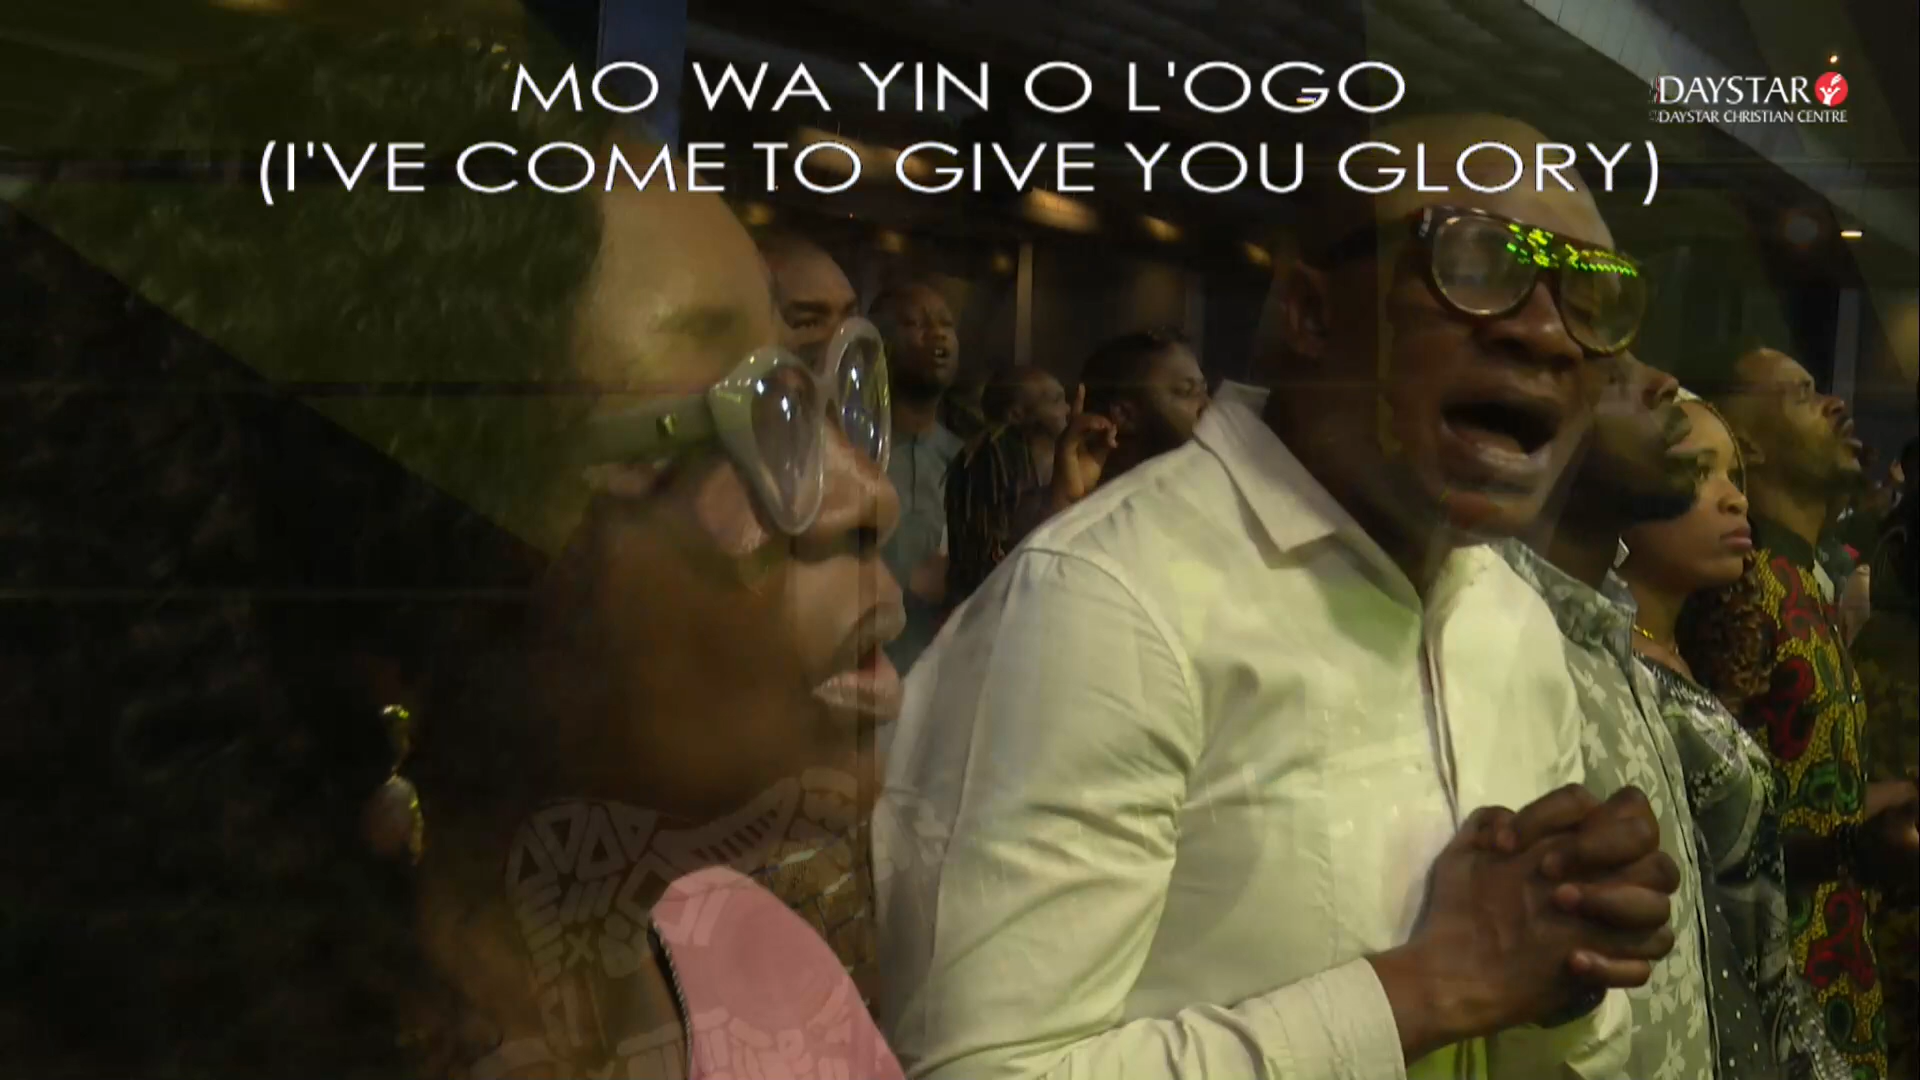 MO WA YIN O L'OGO
(I'VE COME TO GIVE YOU GLORY)
DAYSTAR
DAYSTAR CHRISTIAN CENTRE